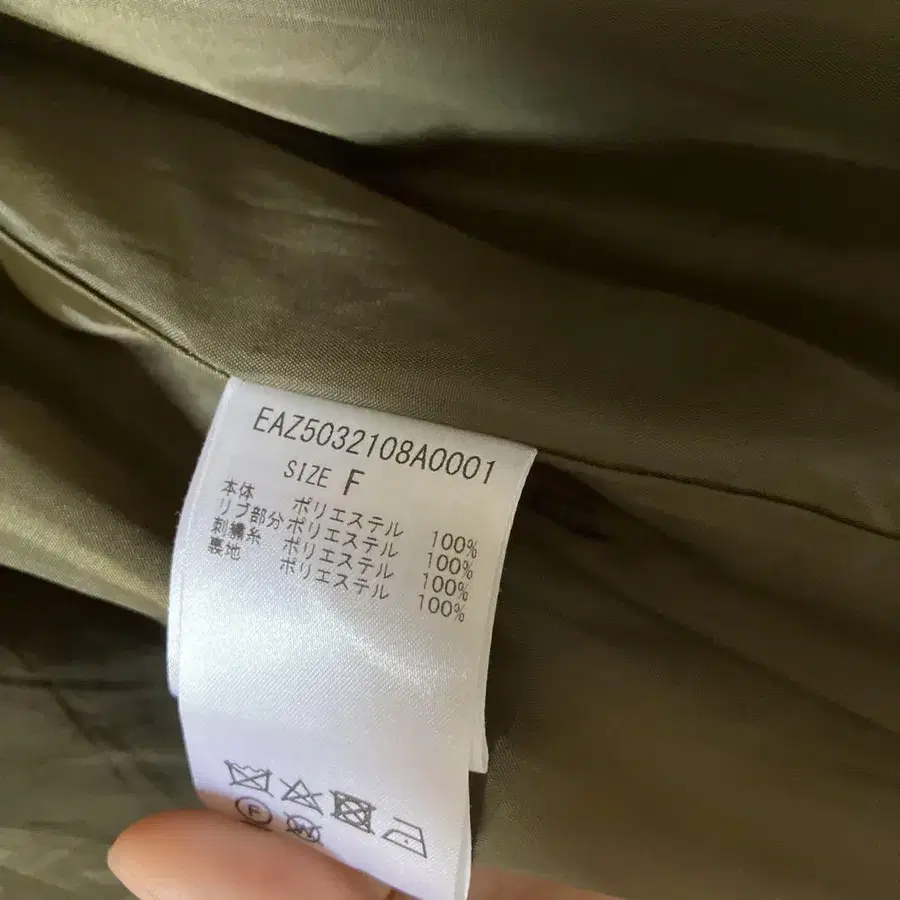 EAZ5032108A0001
SIZE F
本体 ポリエステル 100%
リブ部分 ポリエステル 100%
刺繍糸 ポリエステル 100%
裏地 ポリエステル 100%
F
W